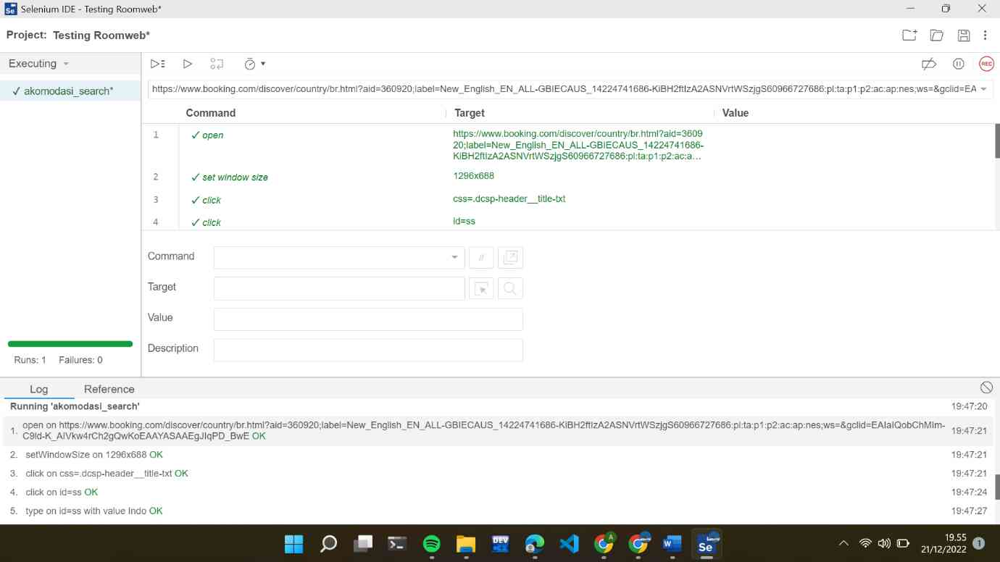 Selenium IDE - Testing Roomweb*
Project: Testing Roomweb*
Executing
REC
✓ akomodasi_search*
https://www.booking.com/discover/country/br.html?aid=360920;label=New_English_EN_ALL-GBIECAUS_14224741686-KiBH2ftIzA2ASNVrtWSzjgS60966727686:pl:ta:p1:p2:ac:ap:nes;ws=&gclid=EA
Command Target Value
1 ✓ open https://www.booking.com/discover/country/br.html?aid=3609
20;label=New_English_EN_ALL-GBIECAUS_14224741686-
KiBH2ftIzA2ASNVrtWSzjgS60966727686:pl:ta:p1:p2:ac:a...
2 ✓ set window size 1296x688
3 ✓ click css=.dcsp-header__title-txt
4 ✓ click id=ss
Command //
Target
Value
Description
Runs: 1 Failures: 0
Log Reference
Running 'akomodasi_search' 19:47:20
1. open on https://www.booking.com/discover/country/br.html?aid=360920;label=New_English_EN_ALL-GBIECAUS_14224741686-KiBH2ftIzA2ASNVrtWSzjgS60966727686:pl:ta:p1:p2:ac:ap:nes;ws=&gclid=EAIaIQobChMIm-
C9ld-K_AIVkw4rCh2gQwKoEAAYASAAEgJIqPD_BwE OK 19:47:21
2. setWindowSize on 1296x688 OK 19:47:21
3. click on css=.dcsp-header__title-txt OK 19:47:21
4. click on id=ss OK 19:47:24
5. type on id=ss with value Indo OK 19:47:27
DEV
A
W
Se
19.55
21/12/2022
1